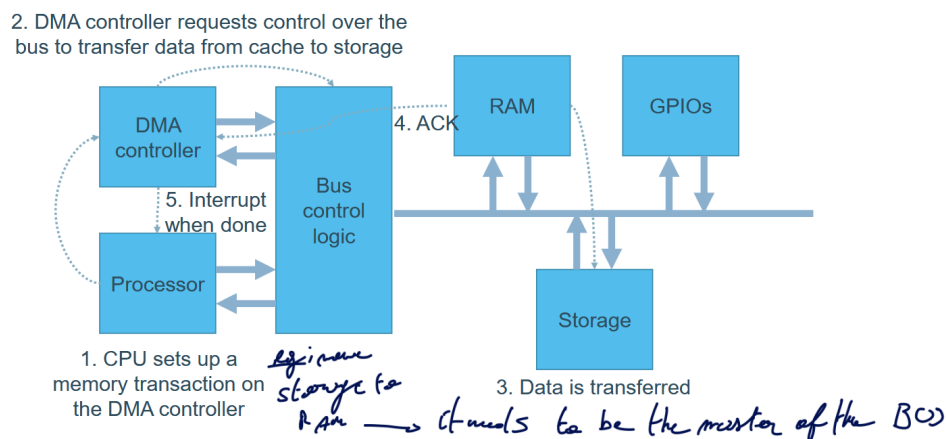 2. DMA controller requests control over the
bus to transfer data from cache to storage
DMA
controller
RAM
GPIOs
4. ACK
Bus
control
logic
5. Interrupt
when done
Processor
Storage
1. CPU sets up a
memory transaction on
the DMA controller
3. Data is transferred
storage to
RAM → it needs to be the master of the BUS